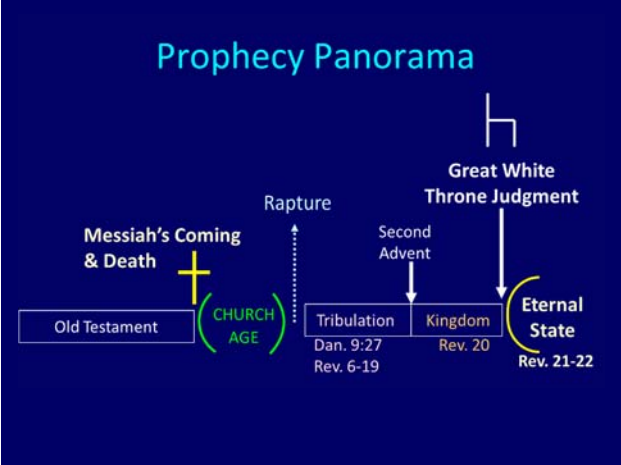 Prophecy Panorama
Great White
Throne Judgment
Rapture
Second
Advent
Messiah's Coming
& Death
Old Testament
CHURCH
AGE
Tribulation
Kingdom
Eternal
State
Dan. 9:27
Rev. 6-19
Rev. 20
Rev. 21-22